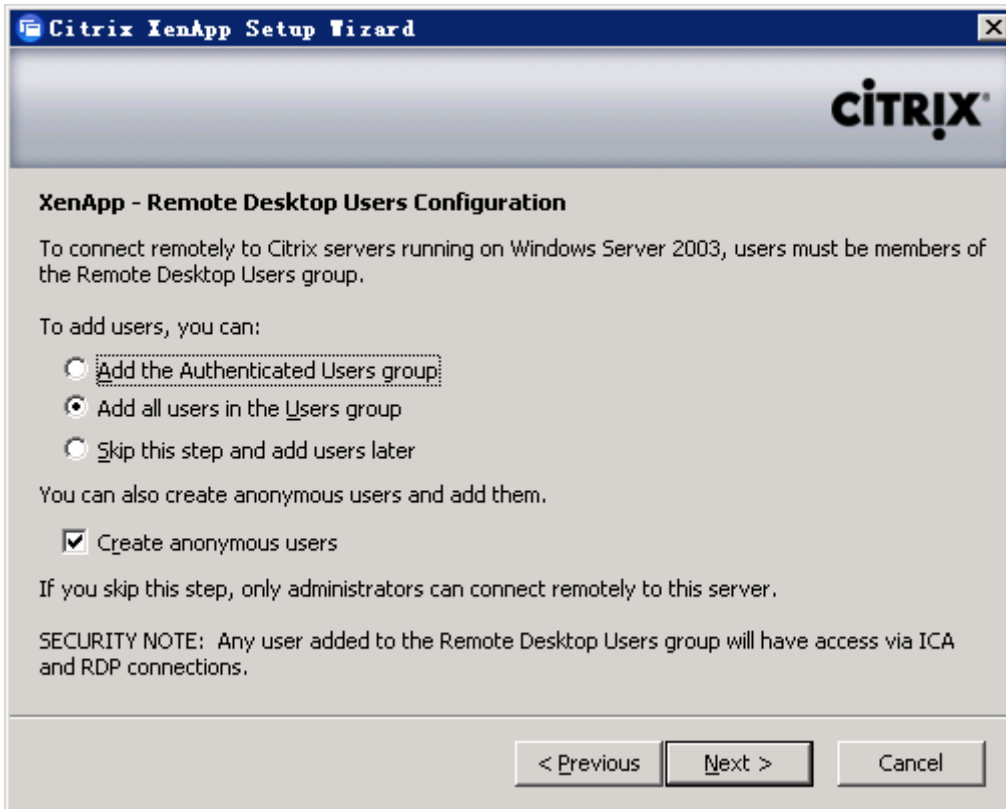 Citrix XenApp Setup Wizard
CITRIX
XenApp - Remote Desktop Users Configuration
To connect remotely to Citrix servers running on Windows Server 2003, users must be members of
the Remote Desktop Users group.
To add users, you can:
Add the Authenticated Users group
Add all users in the Users group
Skip this step and add users later
You can also create anonymous users and add them.
Create anonymous users
If you skip this step, only administrators can connect remotely to this server.
SECURITY NOTE: Any user added to the Remote Desktop Users group will have access via ICA
and RDP connections.
< Previous Next > Cancel